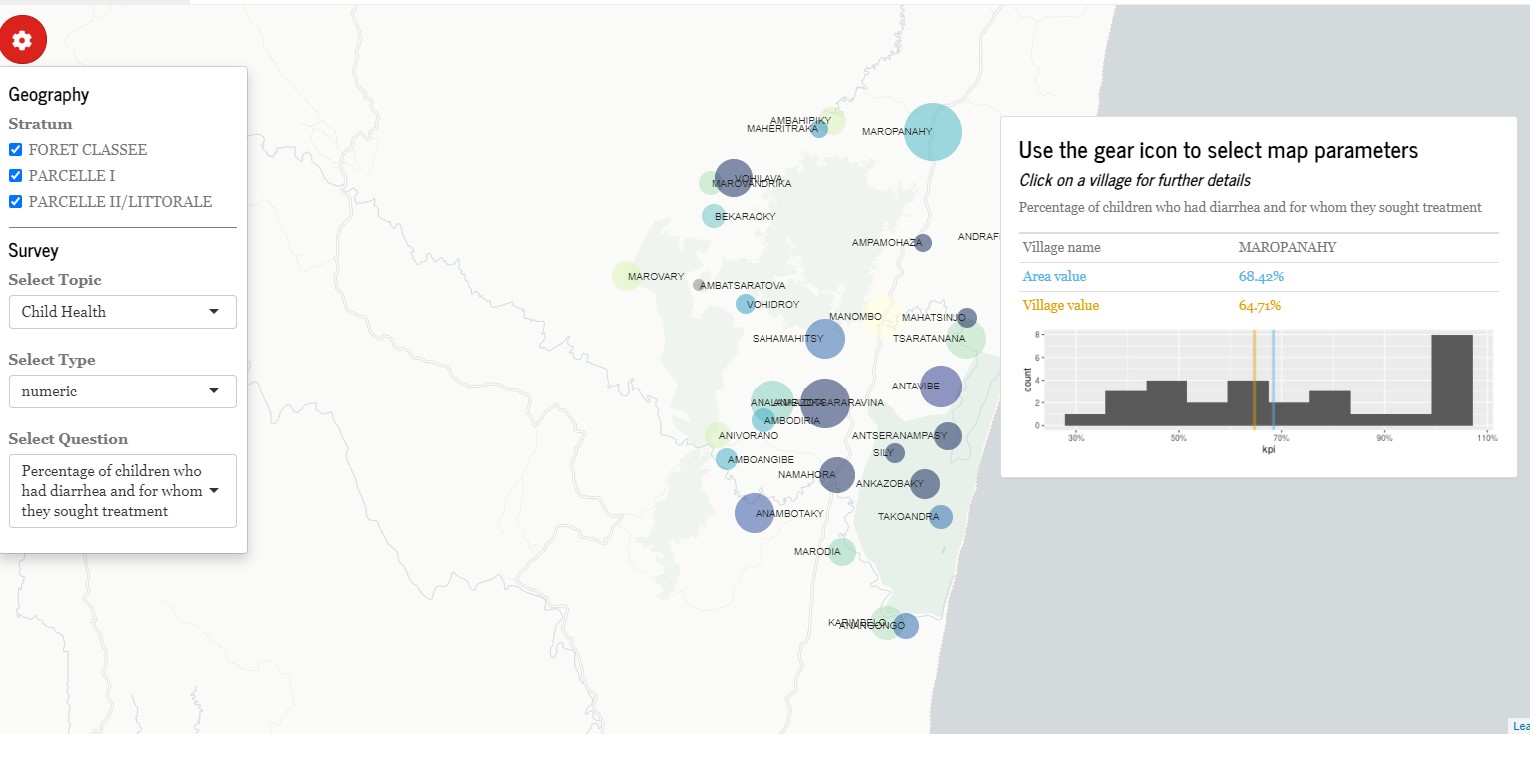 Geography
Stratum
FORET CLASSEE
PARCELLE I
PARCELLE II/LITTORALE
Survey
Select Topic
Child Health
Select Type
numeric
Select Question
Percentage of children who
had diarrhea and for whom
they sought treatment
AMBAHIPIKY
MAHERITRAKA
MAROPANAHY
VOHILAVA
MAROVANDRIKA
BEKARACKY
AMPAMOHAZA
ANDRAF
MAROVARY
AMBATSARATOVA
VOHIDROY
MANOMBO
MAHATSINJO
SAHAMAHITSY
TSARATANANA
ANTAVIBE
AMBODIRIA
ANIVORANO
ANTSERANAMPASY
SILY
AMBOANGIBE
NAMAHORA
ANKAZOBAKY
ANAMBOTAKY
TAKOANDRA
MARODIA
KARIMBELO
Use the gear icon to select map parameters
Click on a village for further details
Percentage of children who had diarrhea and for whom they sought treatment
Village name MAROPANAHY
Area value 68.42%
Village value 64.71%
8
6
4
2
0
count
30% 50% 70% 90% 110%
kpi
Lea